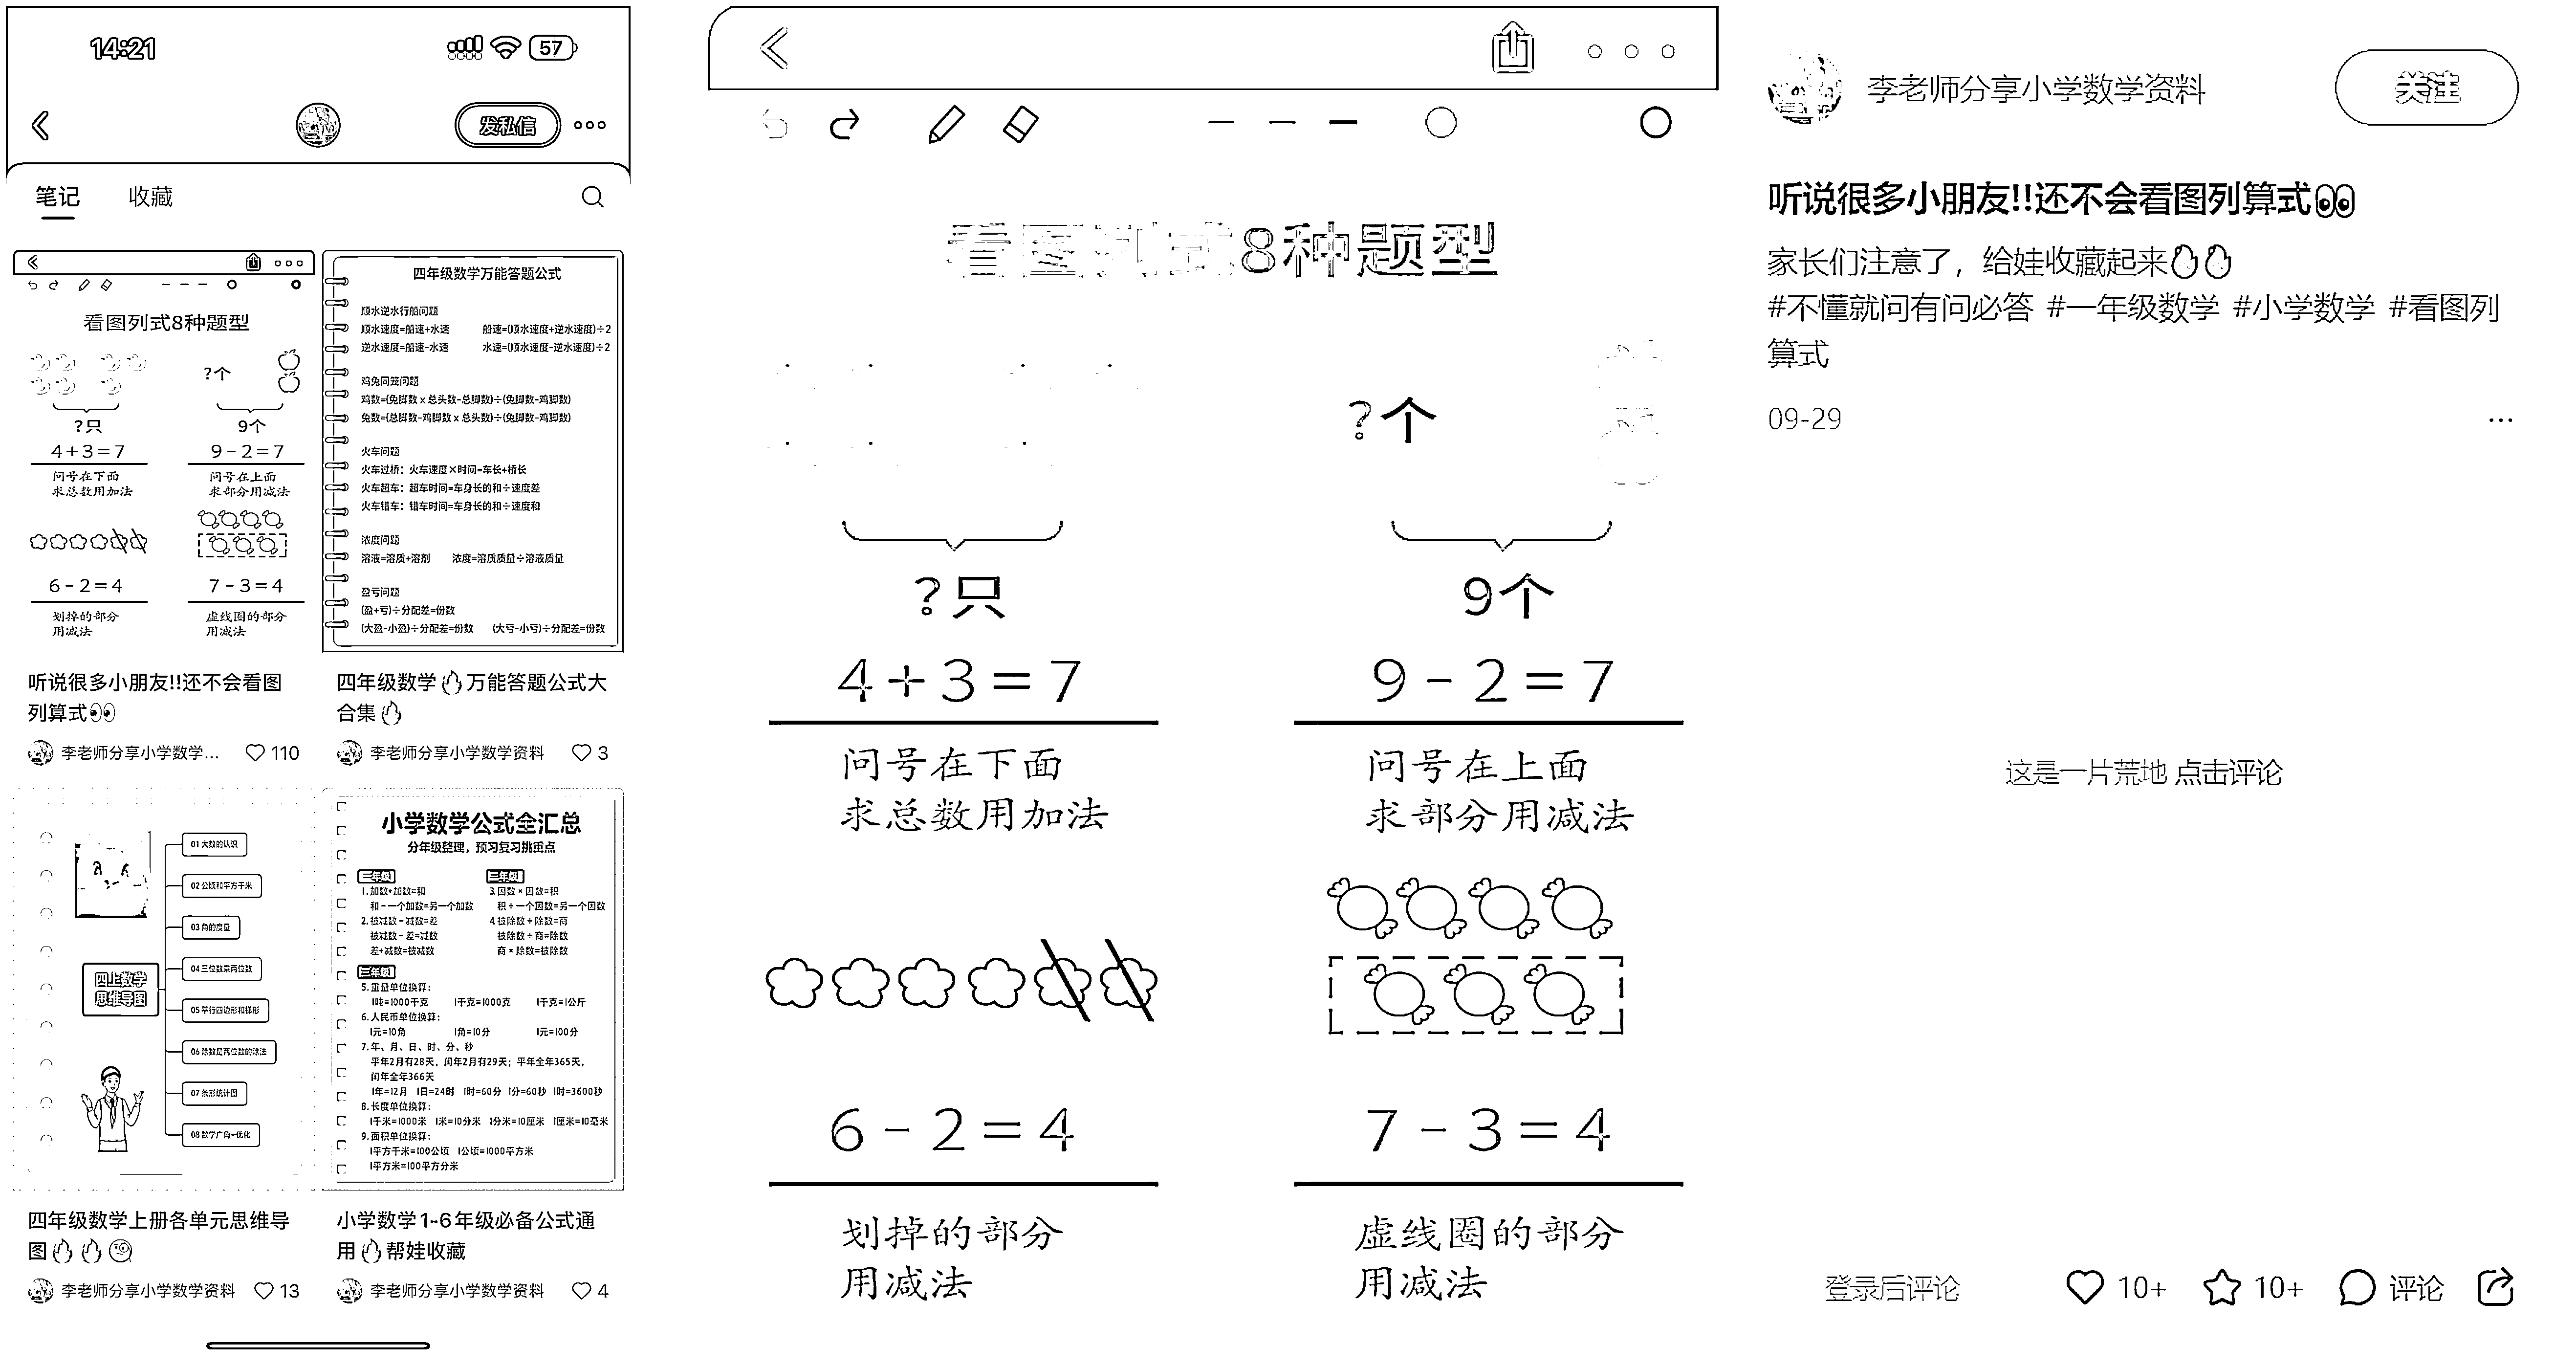 14:21
57
发私信
笔记
收藏
看图列式8种题型
?个
?只
9个
4+3=7
9-2=7
问号在下面
求总数用加法
问号在上面
求部分用减法
6-2=4
7-3=4
划掉的部分
用减法
虚线圈的部分
用减法
听说很多小朋友!!还不会看图
列算式👀
李老师分享小学数学...
110
四年级数学万能答题公式
顺水逆水行船问题
顺水速度=船速+水速 船速=(顺水速度+逆水速度)÷2
逆水速度=船速-水速 水速=(顺水速度-逆水速度)÷2
鸡兔同笼问题
鸡数=(兔脚数 x 总头数-总脚数)÷(兔脚数-鸡脚数)
兔数=(总脚数-鸡脚数 x 总头数)÷(兔脚数-鸡脚数)
火车问题
火车过桥：火车速度×时间=车长+桥长
火车超车：超车时间=车身长的和÷速度差
火车错车：错车时间=车身长的和÷速度和
浓度问题
溶液=溶质+溶剂 浓度=溶质质量÷溶液质量
盈亏问题
(盈+亏)÷分配差=份数
(大盈-小盈)÷分配差=份数 (大亏-小亏)÷分配差=份数
四年级数学🔥万能答题公式大
合集🔥
李老师分享小学数学资料
3
四上数学
思维导图
01 大数的认识
02 公顷和平方千米
03 角的度量
04 三位数乘两位数
05 平行四边形和梯形
06 除数是两位数的除法
07 条形统计图
08 数学广角-优化
四年级数学上册各单元思维导
图🔥🔥🧐
李老师分享小学数学资料
13
小学数学公式全汇总
分年级整理，预习复习挑重点
1.加数+加数=和
和-一个加数=另一个加数
2.被减数-减数=差
被减数-差=减数
差+减数=被减数
3.因数×因数=积
积÷一个因数=另一个因数
4.被除数÷除数=商
被除数÷商=除数
商×除数=被除数
三年级
5.重量单位换算：
1吨=1000千克 1千克=1000克 1千克=1公斤
6.人民币单位换算：
1元=10角 1角=10分 1元=100分
7.年、月、日、时、分、秒
平年2月有28天，闰年2月有29天；平年全年365天，
闰年全年366天
1年=12月 1日=24时 1时=60分 1分=60秒 1时=3600秒
8.长度单位换算：
1千米=1000米 1米=10分米 1分米=10厘米 1厘米=10毫米
9.面积单位换算：
1平方千米=100公顷 1公顷=10000平方米
1平方米=100平方分米
小学数学1-6年级必备公式通
用🔥帮娃收藏
李老师分享小学数学资料
4
看图列式8种题型
?个
?只
9个
4+3=7
9-2=7
问号在下面
求总数用加法
问号在上面
求部分用减法
6-2=4
7-3=4
划掉的部分
用减法
虚线圈的部分
用减法
李老师分享小学数学资料
关注
听说很多小朋友!!还不会看图列算式👀
家长们注意了，给娃收藏起来
#不懂就问有问必答 #一年级数学 #小学数学 #看图列
算式
09-29
...
这是一片荒地 点击评论
登录后评论
10+
10+
评论